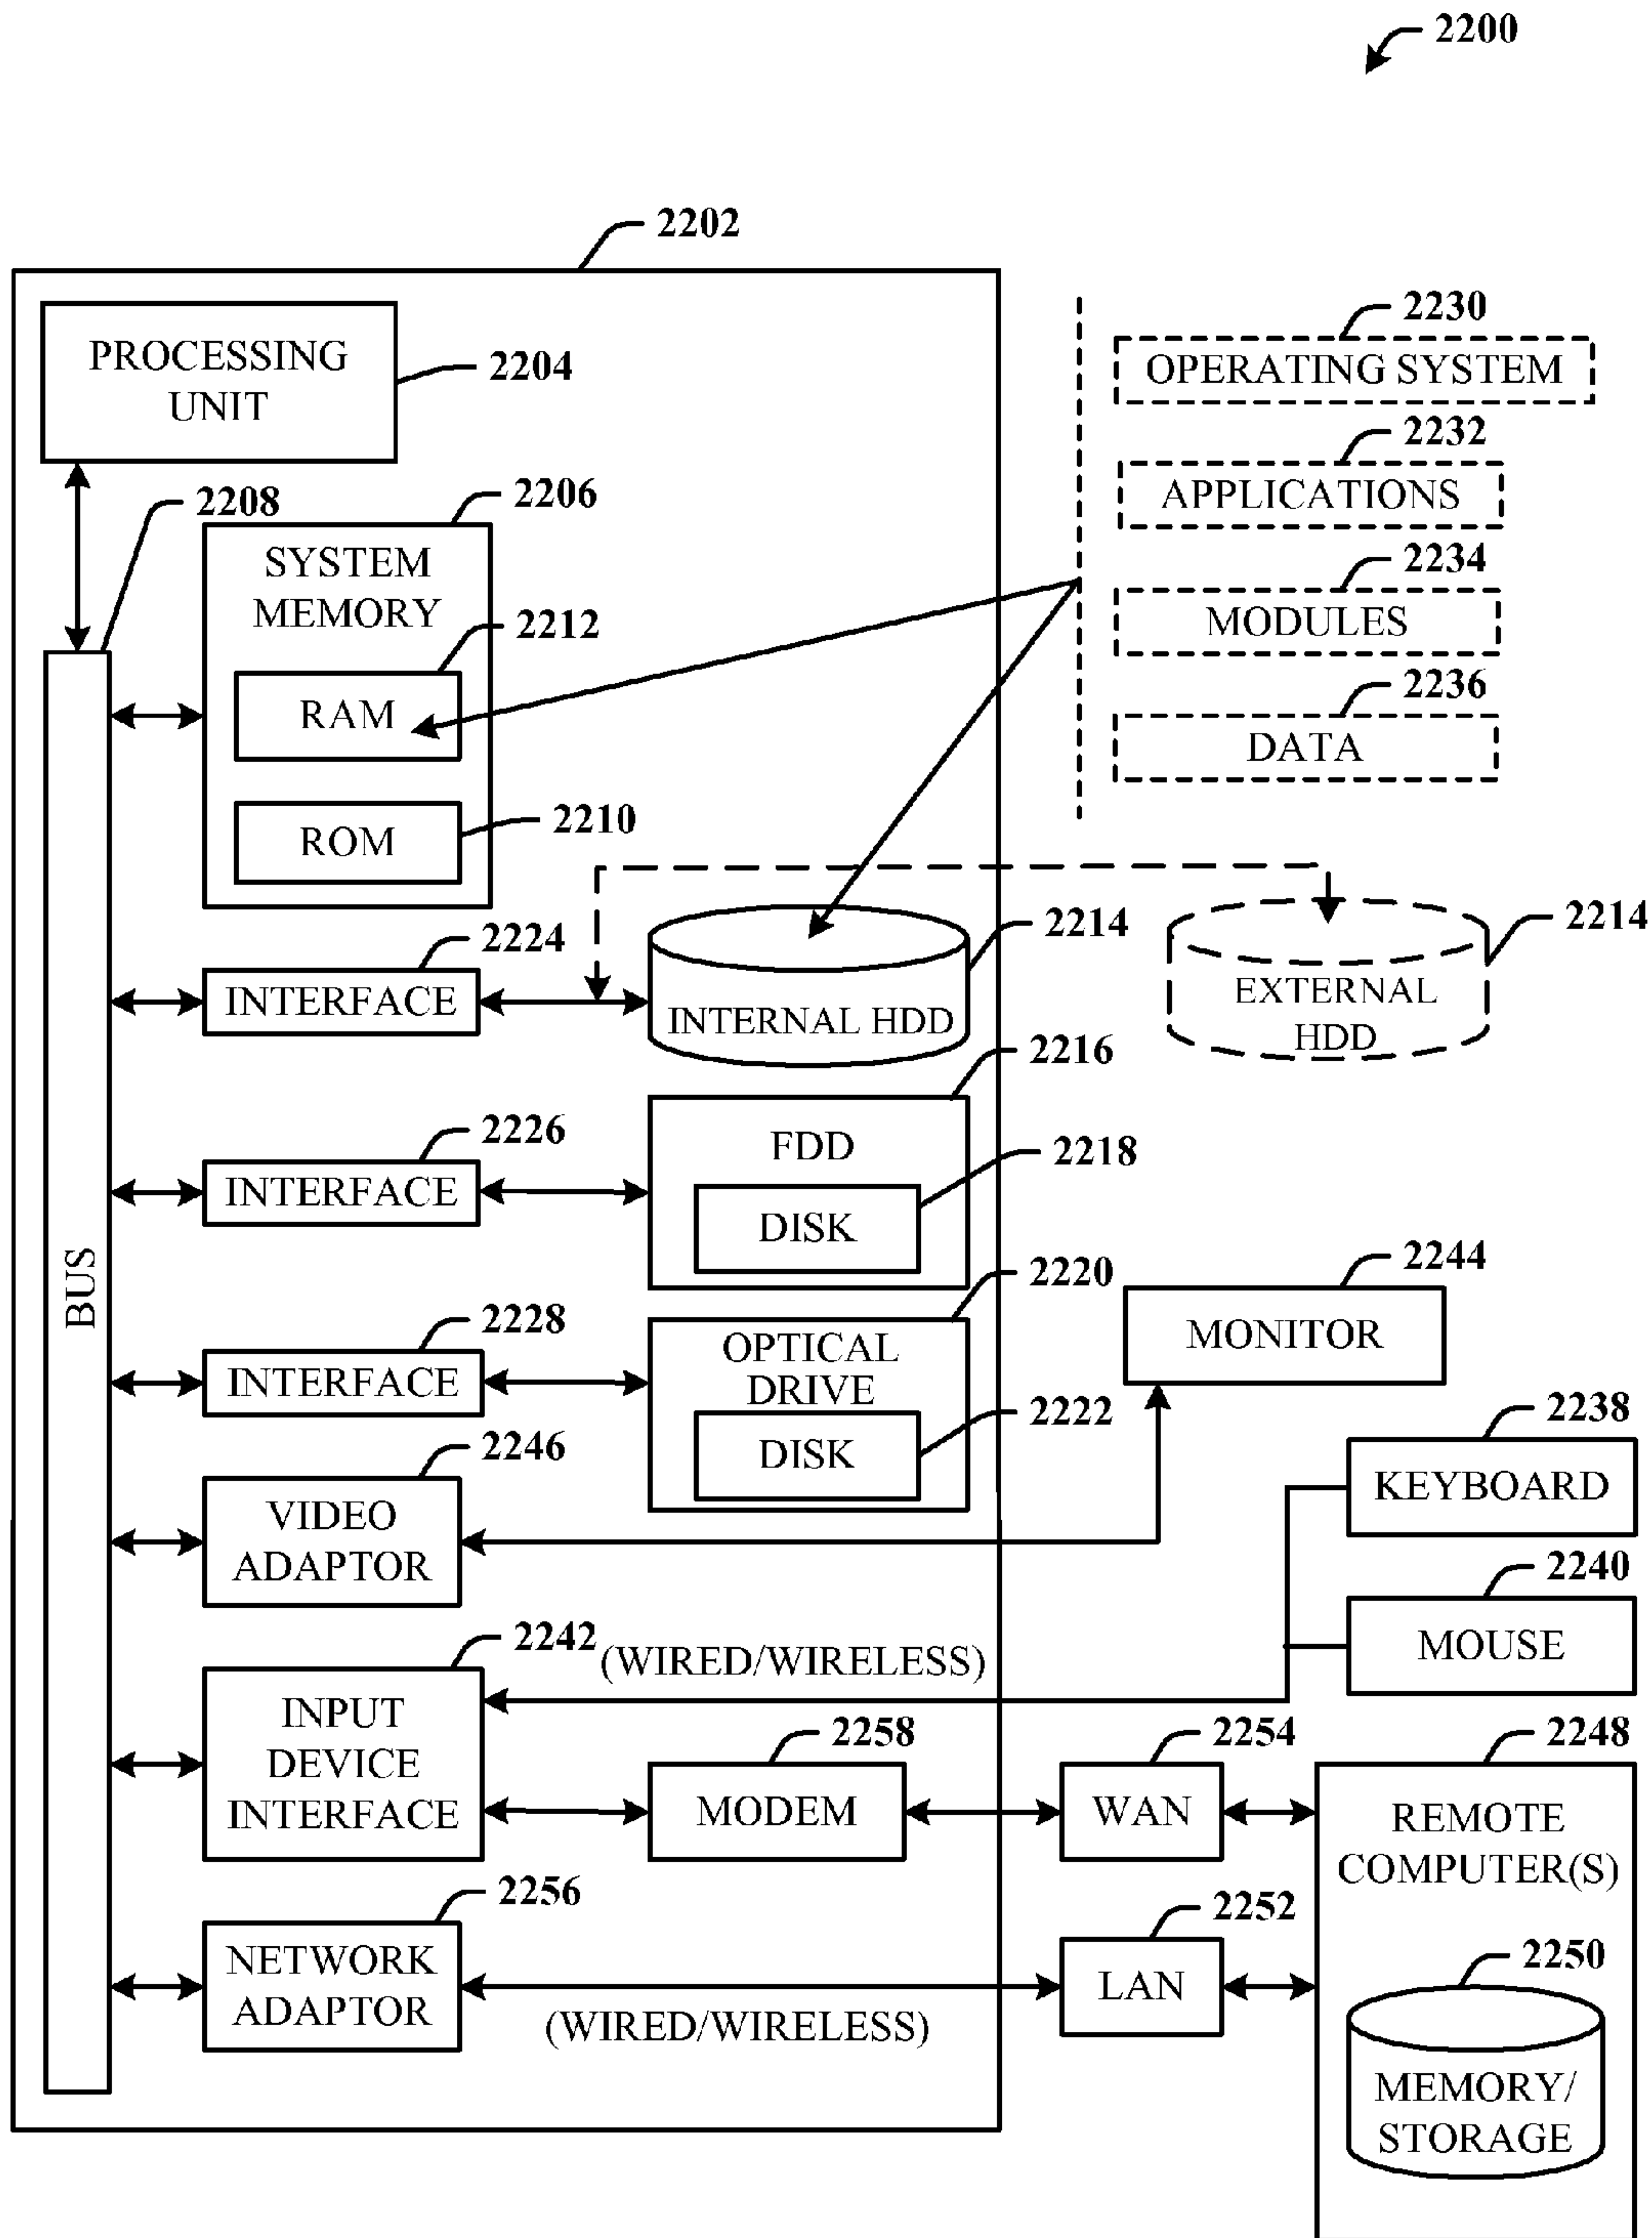 2200
2202
PROCESSING
UNIT
2204
2230
OPERATING SYSTEM
2232
APPLICATIONS
2234
MODULES
2236
DATA
2208
2206
SYSTEM
MEMORY
2212
RAM
2210
ROM
2224
INTERFACE
2214
INTERNAL HDD
2214
EXTERNAL
HDD
2216
FDD
2226
INTERFACE
2218
DISK
BUS
2220
OPTICAL
DRIVE
2228
INTERFACE
2222
DISK
2244
MONITOR
2246
VIDEO
ADAPTOR
2238
KEYBOARD
2240
MOUSE
2242
(WIRED/WIRELESS)
INPUT
DEVICE
INTERFACE
2258
MODEM
2254
WAN
2248
REMOTE
COMPUTER(S)
2256
NETWORK
ADAPTOR
(WIRED/WIRELESS)
2252
LAN
2250
MEMORY/
STORAGE